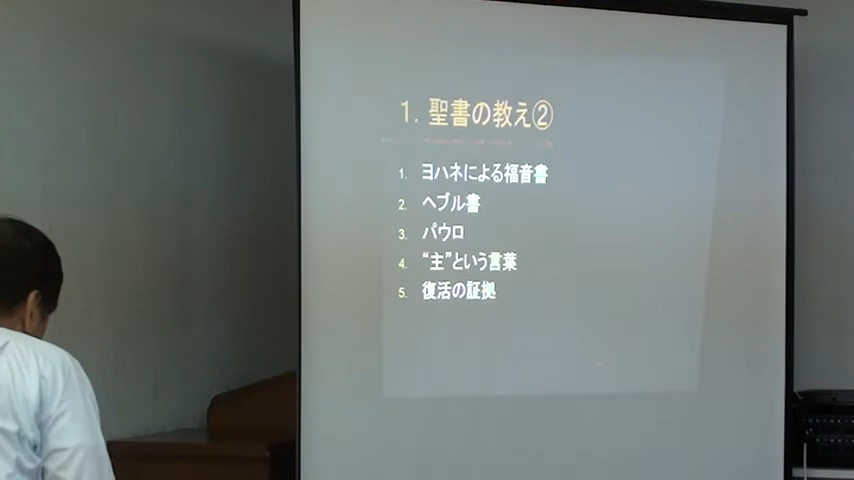 1. 聖書の教え②
1. ヨハネによる福音書
2. ヘブル書
3. パウロ
4. “主”という言葉
5. 復活の証拠